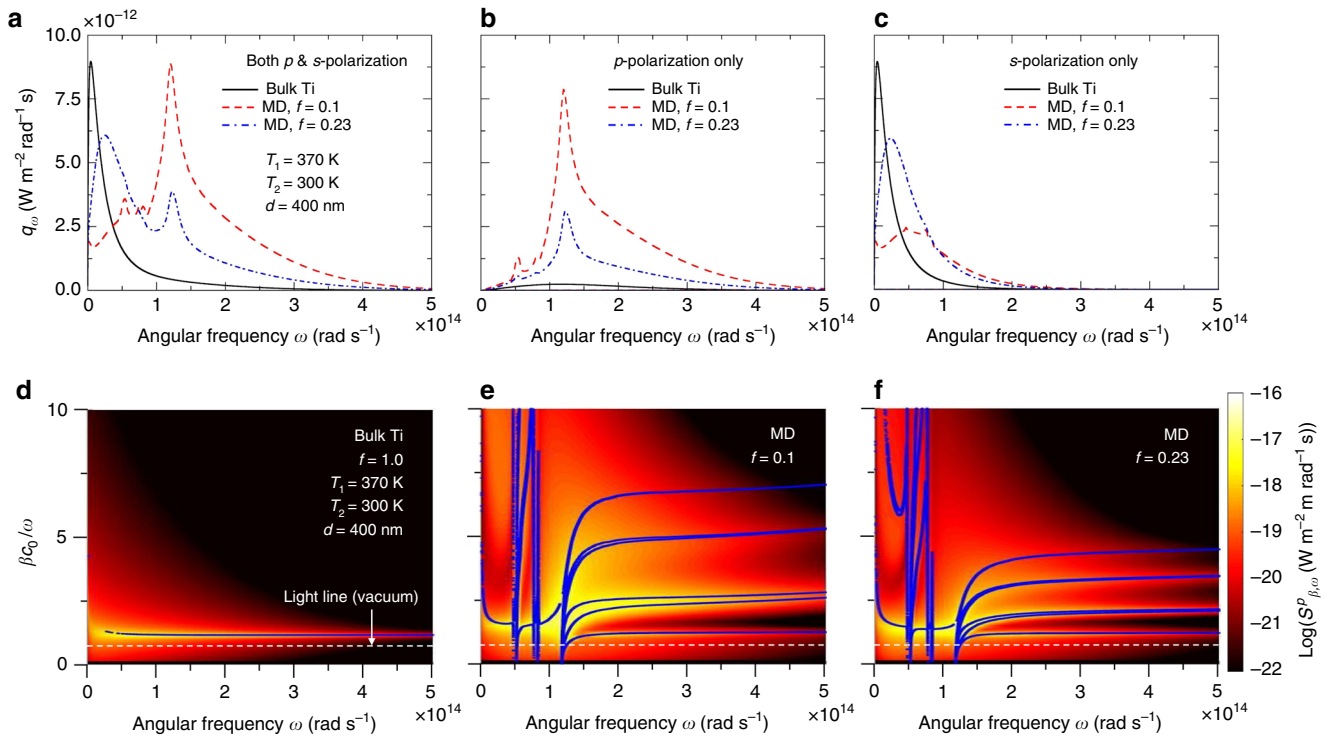 a
×10⁻¹²
10.0
7.5
5.0
2.5
0.0
qω (W m⁻² rad⁻¹ s)
Both p & s-polarization
Bulk Ti
MD, f = 0.1
MD, f = 0.23
T₁ = 370 K
T₂ = 300 K
d = 400 nm
0 1 2 3 4 5
×10¹⁴
Angular frequency ω (rad s⁻¹)
b
p-polarization only
Bulk Ti
MD, f = 0.1
MD, f = 0.23
0 1 2 3 4 5
×10¹⁴
Angular frequency ω (rad s⁻¹)
c
s-polarization only
Bulk Ti
MD, f = 0.1
MD, f = 0.23
0 1 2 3 4 5
×10¹⁴
Angular frequency ω (rad s⁻¹)
d
10
5
0
βc₀/ω
Bulk Ti
f = 1.0
T₁ = 370 K
T₂ = 300 K
d = 400 nm
Light line (vacuum)
0 1 2 3 4 5
×10¹⁴
Angular frequency ω (rad s⁻¹)
e
MD
f = 0.1
0 1 2 3 4 5
×10¹⁴
Angular frequency ω (rad s⁻¹)
f
MD
f = 0.23
0 1 2 3 4 5
×10¹⁴
Angular frequency ω (rad s⁻¹)
−16
−17
−18
−19
−20
−21
−22
Log(Sᵖβ,ω (W m⁻² m rad⁻¹ s))